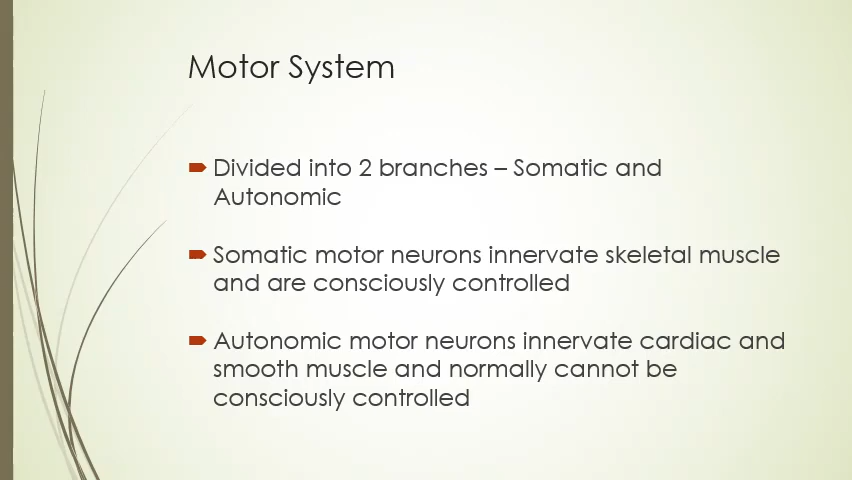 Motor System
Divided into 2 branches – Somatic and
Autonomic
Somatic motor neurons innervate skeletal muscle
and are consciously controlled
Autonomic motor neurons innervate cardiac and
smooth muscle and normally cannot be
consciously controlled